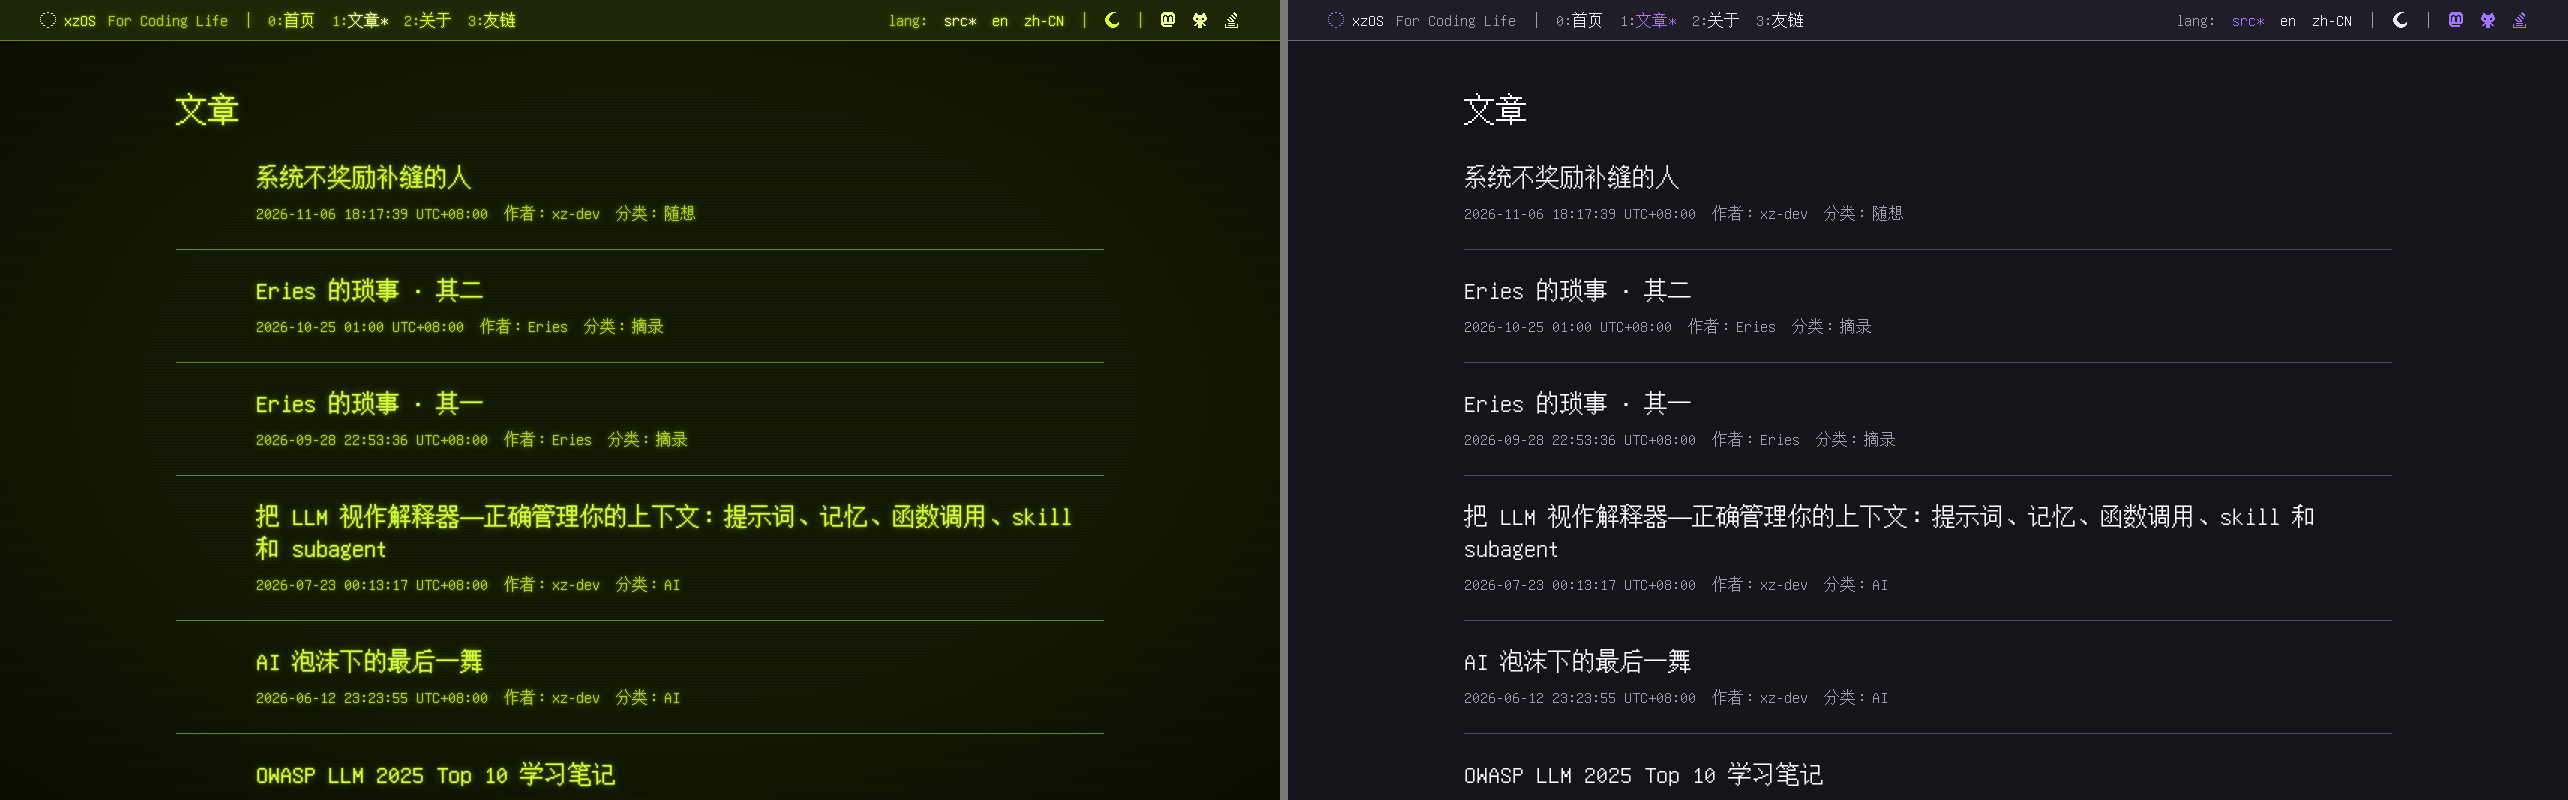 xzOS For Coding Life | 0:首页 1:文章* 2:关于 3:友链 lang: src* en zh-CN
文章
系统不奖励补缝的人
2026-11-06 18:17:39 UTC+08:00 作者：xz-dev 分类：随想
Eries 的琐事 · 其二
2026-10-25 01:00 UTC+08:00 作者：Eries 分类：摘录
Eries 的琐事 · 其一
2026-09-28 22:53:36 UTC+08:00 作者：Eries 分类：摘录
把 LLM 视作解释器——正确管理你的上下文：提示词、记忆、函数调用、skill
和 subagent
2026-07-23 00:13:17 UTC+08:00 作者：xz-dev 分类：AI
AI 泡沫下的最后一舞
2026-06-12 23:23:55 UTC+08:00 作者：xz-dev 分类：AI
OWASP LLM 2025 Top 10 学习笔记
xzOS For Coding Life | 0:首页 1:文章* 2:关于 3:友链 lang: src* en zh-CN
文章
系统不奖励补缝的人
2026-11-06 18:17:39 UTC+08:00 作者：xz-dev 分类：随想
Eries 的琐事 · 其二
2026-10-25 01:00 UTC+08:00 作者：Eries 分类：摘录
Eries 的琐事 · 其一
2026-09-28 22:53:36 UTC+08:00 作者：Eries 分类：摘录
把 LLM 视作解释器——正确管理你的上下文：提示词、记忆、函数调用、skill 和
subagent
2026-07-23 00:13:17 UTC+08:00 作者：xz-dev 分类：AI
AI 泡沫下的最后一舞
2026-06-12 23:23:55 UTC+08:00 作者：xz-dev 分类：AI
OWASP LLM 2025 Top 10 学习笔记